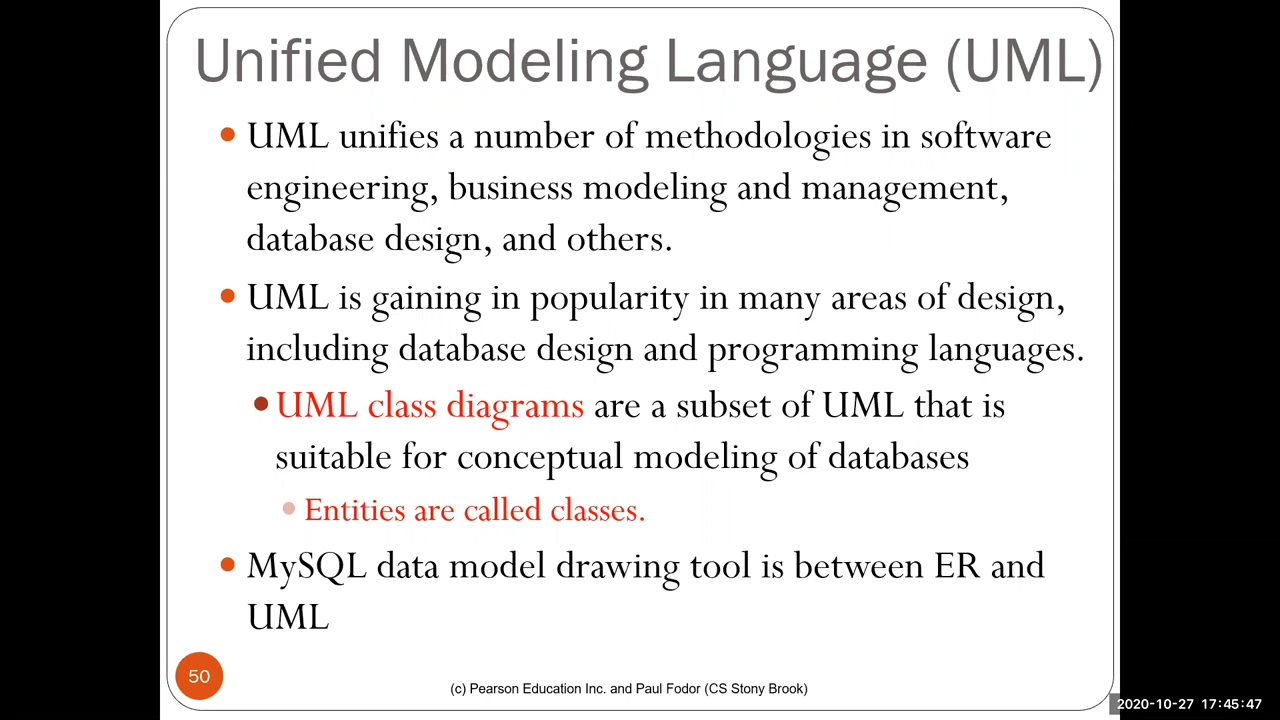 Unified Modeling Language (UML)
• UML unifies a number of methodologies in software
engineering, business modeling and management,
database design, and others.
• UML is gaining in popularity in many areas of design,
including database design and programming languages.
• UML class diagrams are a subset of UML that is
suitable for conceptual modeling of databases
• Entities are called classes.
• MySQL data model drawing tool is between ER and
UML
50
(c) Pearson Education Inc. and Paul Fodor (CS Stony Brook)
2020-10-27 17:45:47